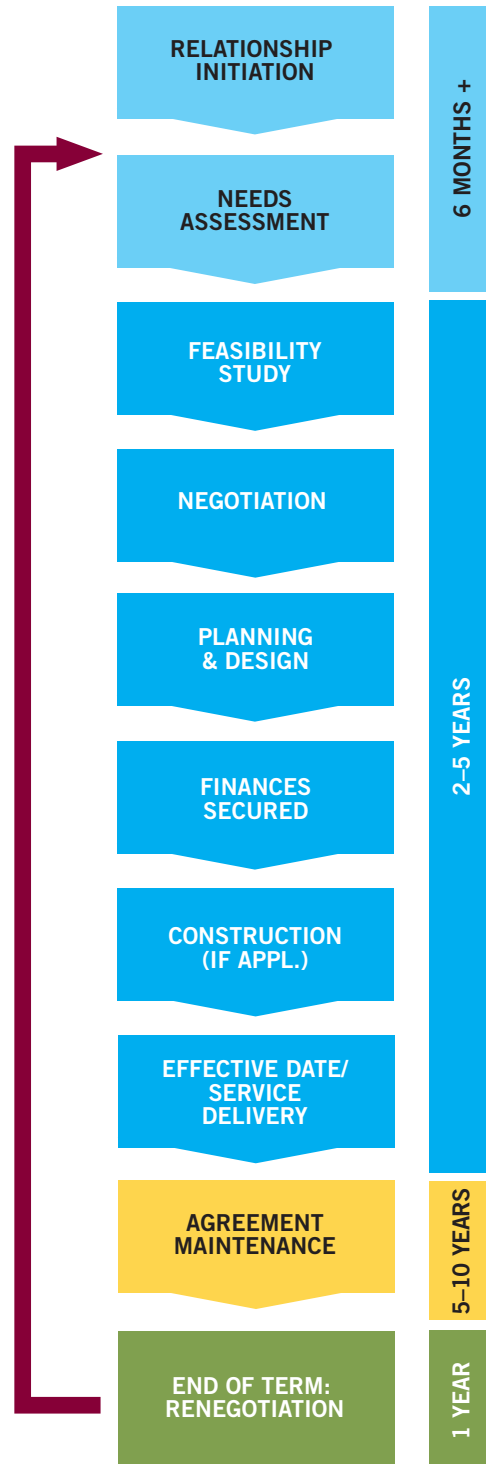 RELATIONSHIP
INITIATION
6 MONTHS +
NEEDS
ASSESSMENT
FEASIBILITY
STUDY
NEGOTIATION
PLANNING
& DESIGN
2–5 YEARS
FINANCES
SECURED
CONSTRUCTION
(IF APPL.)
EFFECTIVE DATE/
SERVICE
DELIVERY
AGREEMENT
MAINTENANCE
5–10 YEARS
END OF TERM:
RENEGOTIATION
1 YEAR